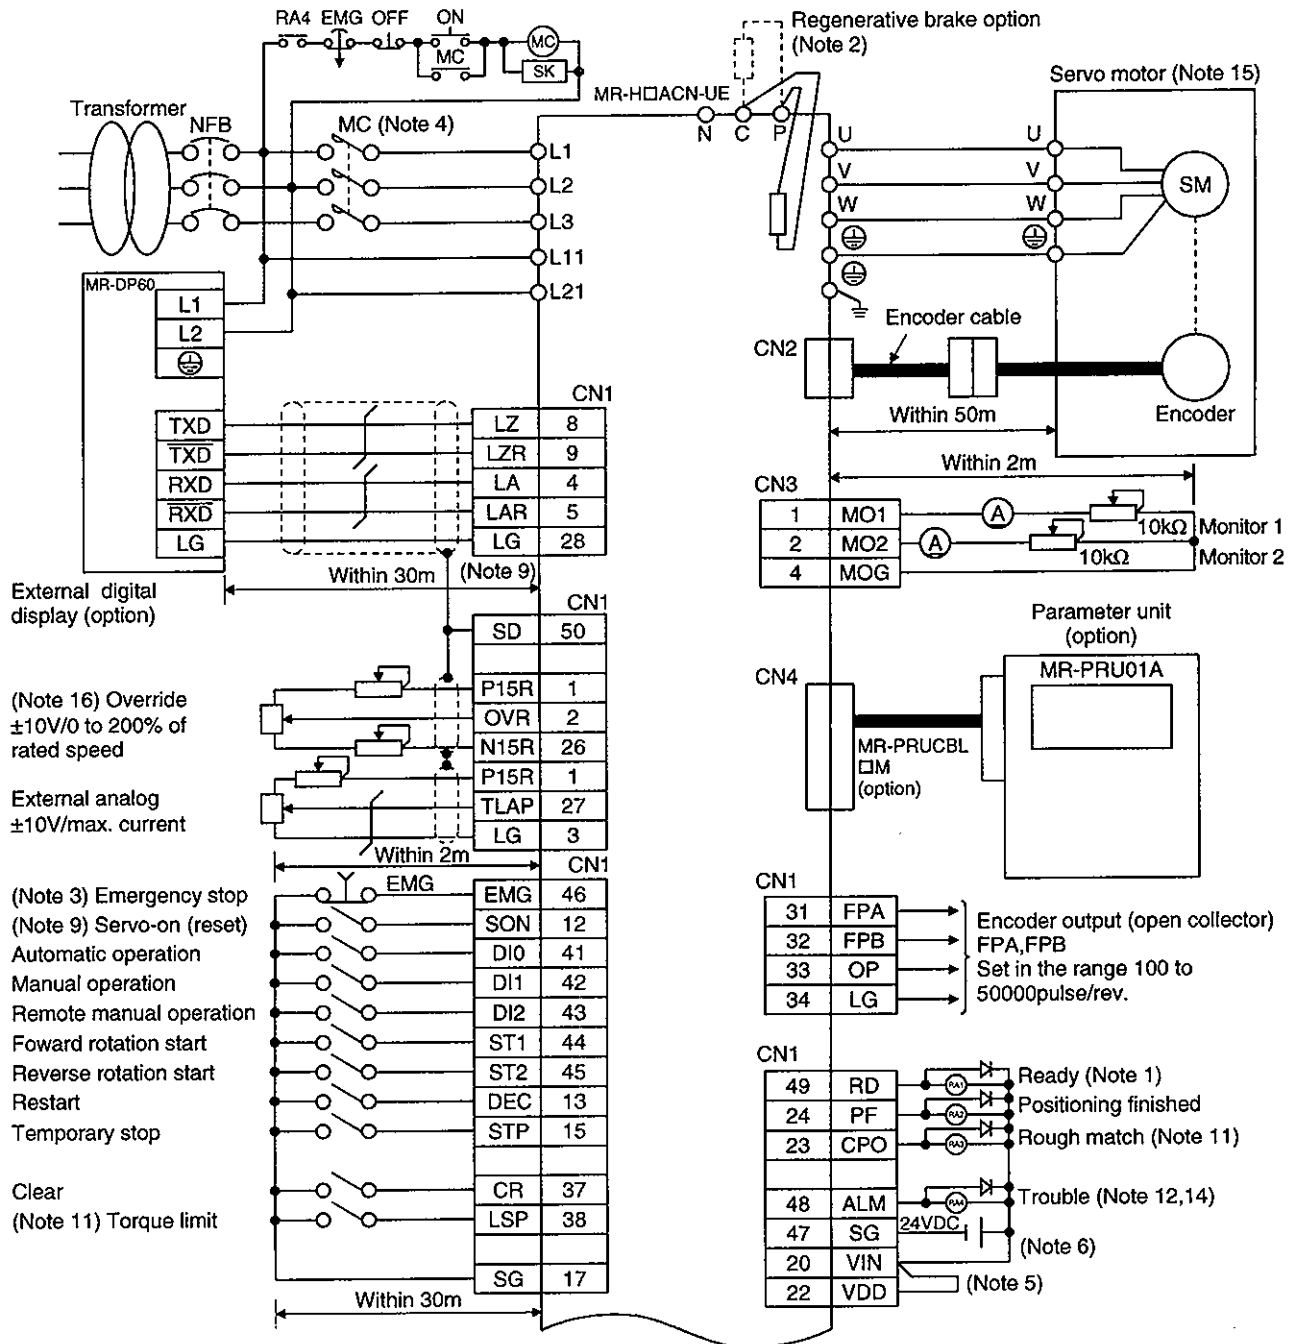 RA4 EMG OFF ON
MC
MC
SK
Regenerative brake option
(Note 2)
MR-H□ACN-UE
N C P
Servo motor (Note 15)
Transformer
NFB
MC (Note 4)
L1
L2
L3
L11
L21
U
V
W
U
V
W
SM
Encoder
MR-DP60
L1
L2
TXD
TXD
RXD
RXD
LG
External digital
display (option)
CN1
LZ 8
LZR 9
LA 4
LAR 5
LG 28
Within 30m
(Note 9)
CN2
Encoder cable
Within 50m
Within 2m
CN3
1 MO1
2 MO2
4 MOG
A
A
10kΩ
10kΩ
Monitor 1
Monitor 2
CN1
SD 50
P15R 1
OVR 2
N15R 26
P15R 1
TLAP 27
LG 3
(Note 16) Override
±10V/0 to 200% of
rated speed
External analog
±10V/max. current
Within 2m
Parameter unit
(option)
MR-PRU01A
CN4
MR-PRUCBL
□M
(option)
CN1
(Note 3) Emergency stop EMG EMG 46
(Note 9) Servo-on (reset) SON 12
Automatic operation DI0 41
Manual operation DI1 42
Remote manual operation DI2 43
Foward rotation start ST1 44
Reverse rotation start ST2 45
Restart DEC 13
Temporary stop STP 15
Clear CR 37
(Note 11) Torque limit LSP 38
SG 17
Within 30m
CN1
31 FPA
32 FPB
33 OP
34 LG
Encoder output (open collector)
FPA,FPB
Set in the range 100 to
50000pulse/rev.
CN1
49 RD RA1 Ready (Note 1)
24 PF RA2 Positioning finished
23 CPO RA3 Rough match (Note 11)
48 ALM RA4 Trouble (Note 12,14)
47 SG 24VDC
(Note 6)
20 VIN
22 VDD
(Note 5)